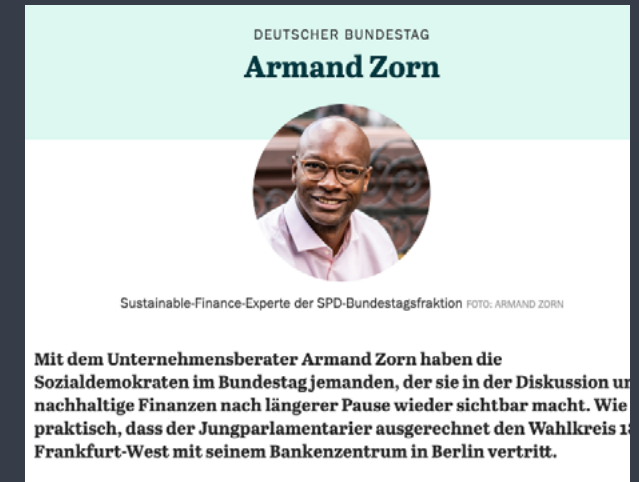 DEUTSCHER BUNDESTAG
Armand Zorn
Sustainable-Finance-Experte der SPD-Bundestagsfraktion FOTO: ARMAND ZORN
Mit dem Unternehmensberater Armand Zorn haben die
Sozialdemokraten im Bundestag jemanden, der sie in der Diskussion
nachhaltige Finanzen nach längerer Pause wieder sichtbar macht. Wie
praktisch, dass der Jungparlamentarier ausgerechnet den Wahlkreis
Frankfurt-West mit seinem Bankenzentrum in Berlin vertritt.